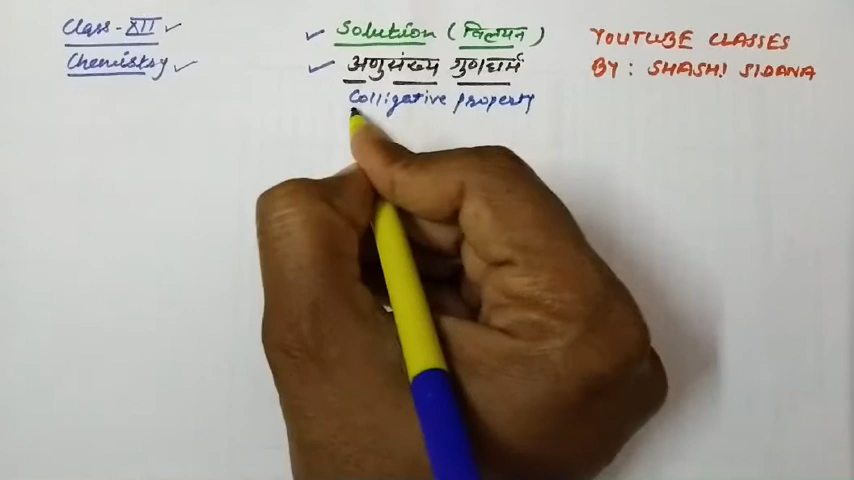 Class - XII
Chemistry
Solution (विलयन)
अणुसंख्य गुणधर्म
Colligative property
YOUTUBE CLASSES
BY : SHASHI SIDANA